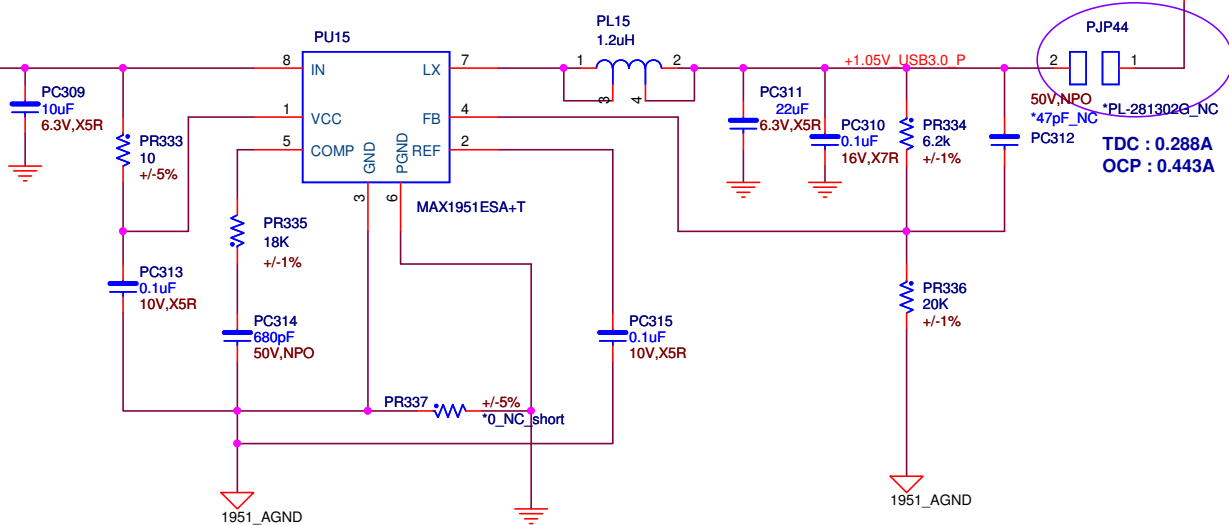 PL15
1.2uH
PJP44
PU15
8
IN
LX
7
1
2
3
4
+1.05V_USB3.0_P
2
1
PC309
10uF
6.3V,X5R
1
VCC
FB
4
5
COMP
REF
2
GND
PGND
3
6
MAX1951ESA+T
PR333
10
+/-5%
PC311
22uF
6.3V,X5R
PC310
0.1uF
16V,X7R
PR334
6.2k
+/-1%
50V,NPO
*47pF_NC
PC312
*PL-281302G_NC
TDC : 0.288A
OCP : 0.443A
PR335
18K
+/-1%
PC313
0.1uF
10V,X5R
PR336
20K
+/-1%
PC314
680pF
50V,NPO
PC315
0.1uF
10V,X5R
PR337
+/-5%
*0_NC_short
1951_AGND
1951_AGND